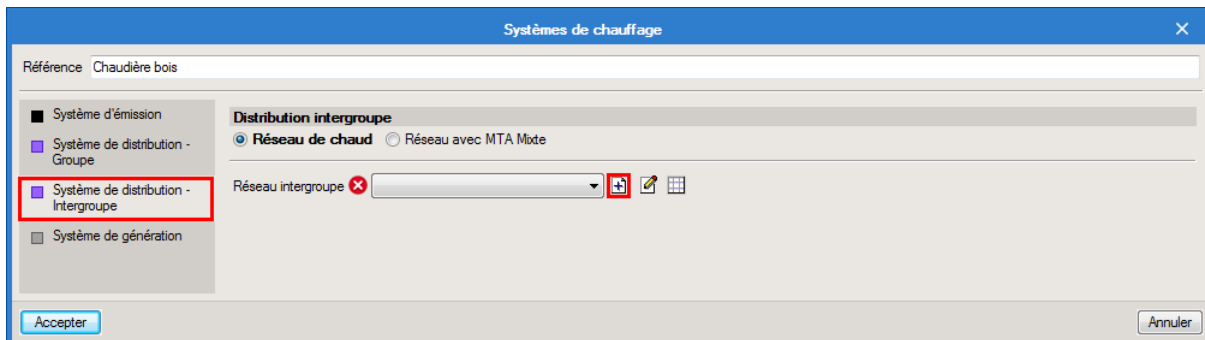 Systèmes de chauffage
Référence Chaudière bois
Système d'émission
Système de distribution -
Groupe
Système de distribution -
Intergroupe
Système de génération
Distribution intergroupe
Réseau de chaud Réseau avec MTA Mixte
Réseau intergroupe
Accepter
Annuler